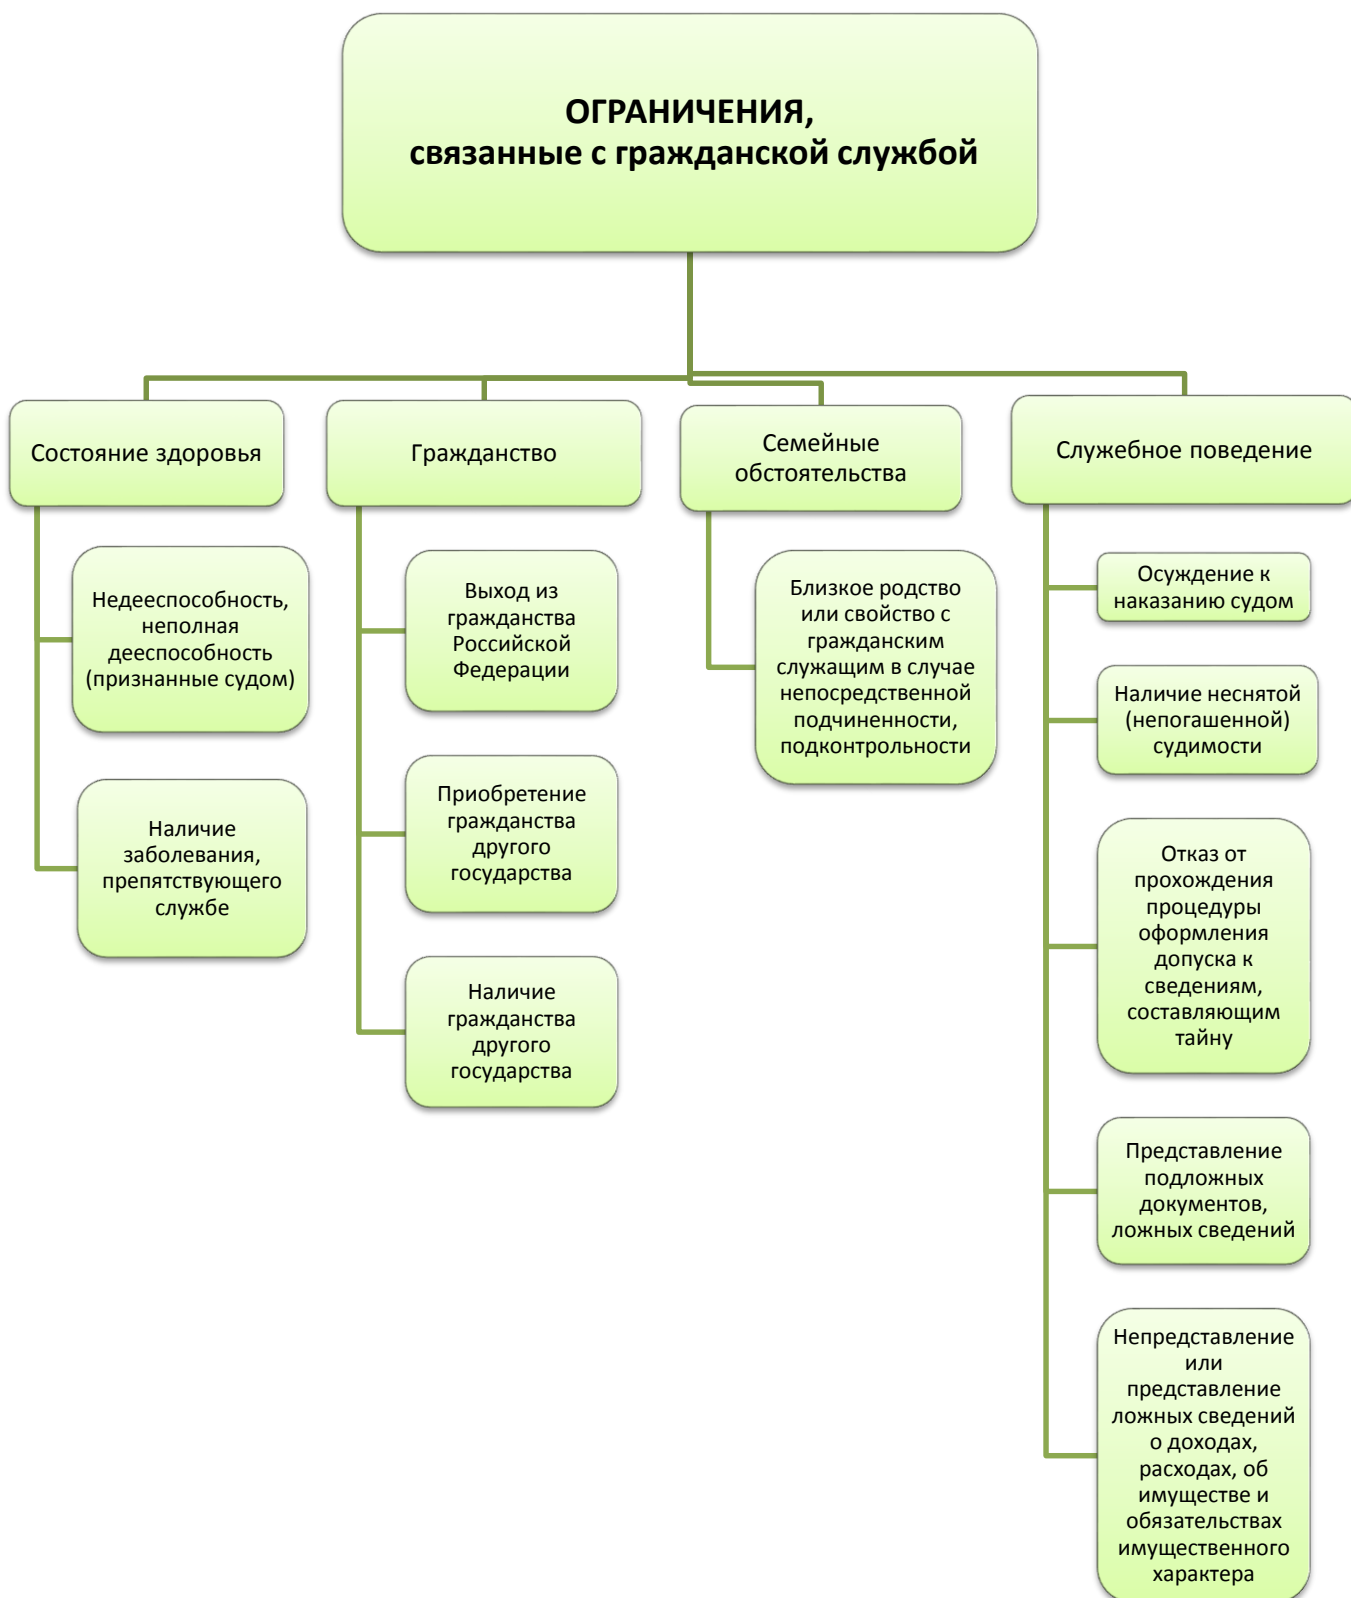 ОГРАНИЧЕНИЯ,
связанные с гражданской службой
Состояние здоровья
Недееспособность,
неполная
дееспособность
(признанные судом)
Наличие
заболевания,
препятствующего
службе
Гражданство
Выход из
гражданства
Российской
Федерации
Приобретение
гражданства
другого
государства
Наличие
гражданства
другого
государства
Семейные
обстоятельства
Близкое родство
или свойство с
гражданским
служащим в случае
непосредственной
подчиненности,
подконтрольности
Служебное поведение
Осуждение к
наказанию судом
Наличие неснятой
(непогашенной)
судимости
Отказ от
прохождения
процедуры
оформления
допуска к
сведениям,
составляющим
тайну
Представление
подложных
документов,
ложных сведений
Непредставление
или
представление
ложных сведений
о доходах,
расходах, об
имуществе и
обязательствах
имущественного
характера